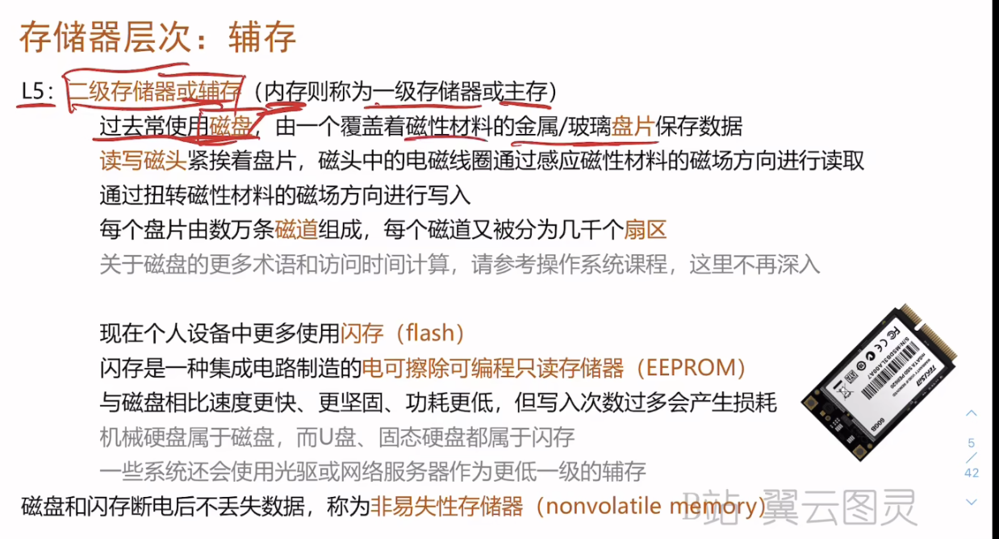 存储器层次：辅存
L5：二级存储器或辅存（内存则称为一级存储器或主存）
过去常使用磁盘，由一个覆盖着磁性材料的金属/玻璃盘片保存数据
读写磁头紧挨着盘片，磁头中的电磁线圈通过感应磁性材料的磁场方向进行读取
通过扭转磁性材料的磁场方向进行写入
每个盘片由数万条磁道组成，每个磁道又被分为几千个扇区
关于磁盘的更多术语和访问时间计算，请参考操作系统课程，这里不再深入
现在个人设备中更多使用闪存（flash）
闪存是一种集成电路制造的电可擦除可编程只读存储器（EEPROM）
与磁盘相比速度更快、更坚固、功耗更低，但写入次数过多会产生损耗
机械硬盘属于磁盘，而U盘、固态硬盘都属于闪存
一些系统还会使用光驱或网络服务器作为更低一级的辅存
磁盘和闪存断电后不丢失数据，称为非易失性存储器（nonvolatile memory）
FC CE
60GB
5
/
42
B站 翼云图灵